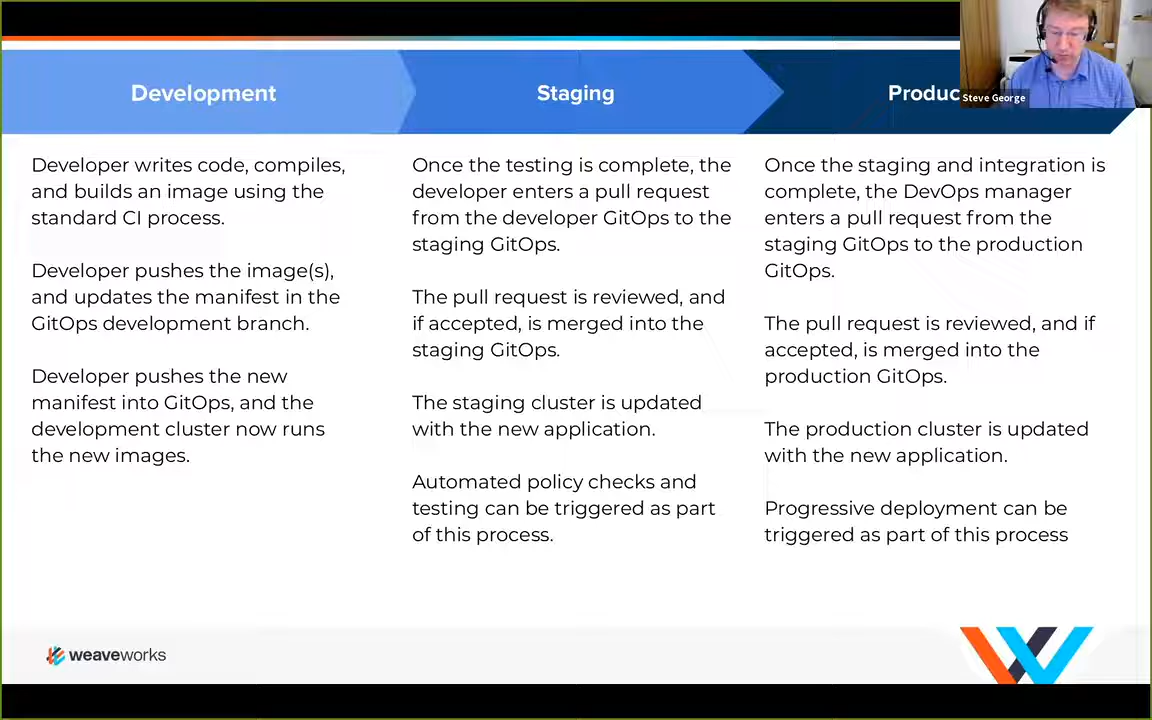 Development
Staging
Produc
Steve George
Developer writes code, compiles,
and builds an image using the
standard CI process.
Developer pushes the image(s),
and updates the manifest in the
GitOps development branch.
Developer pushes the new
manifest into GitOps, and the
development cluster now runs
the new images.
Once the testing is complete, the
developer enters a pull request
from the developer GitOps to the
staging GitOps.
The pull request is reviewed, and
if accepted, is merged into the
staging GitOps.
The staging cluster is updated
with the new application.
Automated policy checks and
testing can be triggered as part
of this process.
Once the staging and integration is
complete, the DevOps manager
enters a pull request from the
staging GitOps to the production
GitOps.
The pull request is reviewed, and if
accepted, is merged into the
production GitOps.
The production cluster is updated
with the new application.
Progressive deployment can be
triggered as part of this process
weaveworks